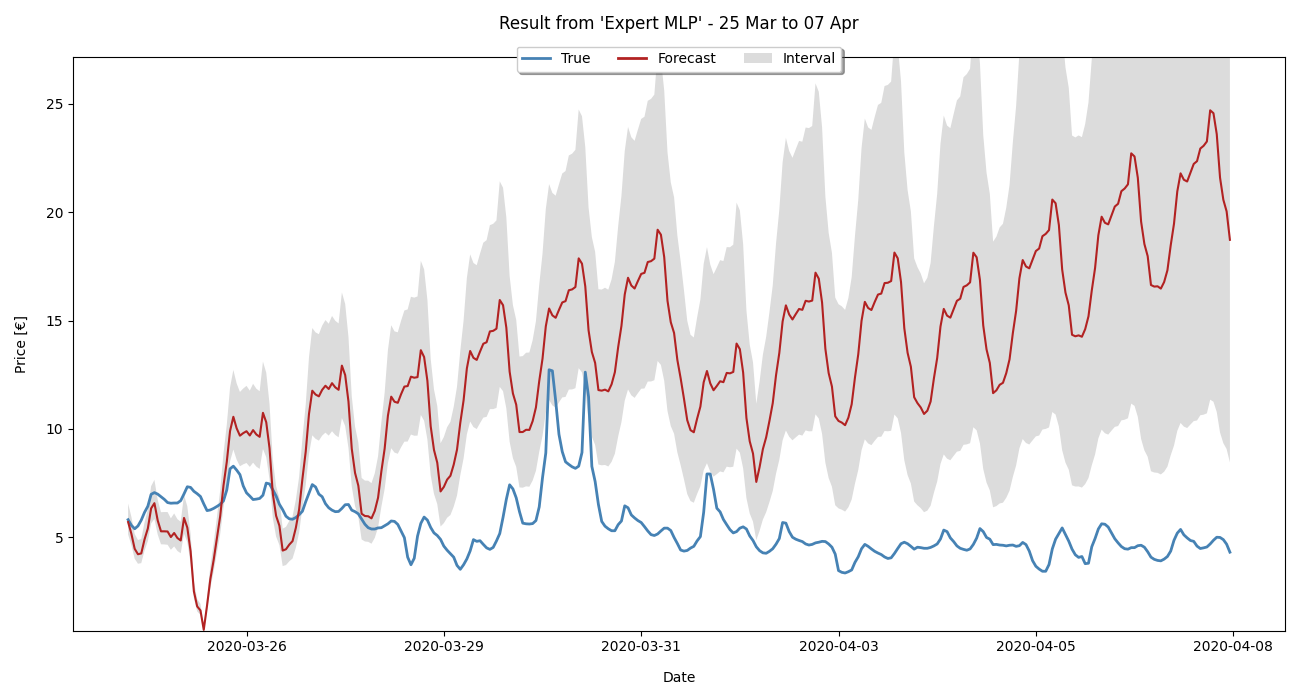 Result from 'Expert MLP' - 25 Mar to 07 Apr
True Forecast Interval
Price [€]
25
20
15
10
5
2020-03-26 2020-03-29 2020-03-31 2020-04-03 2020-04-05 2020-04-08
Date